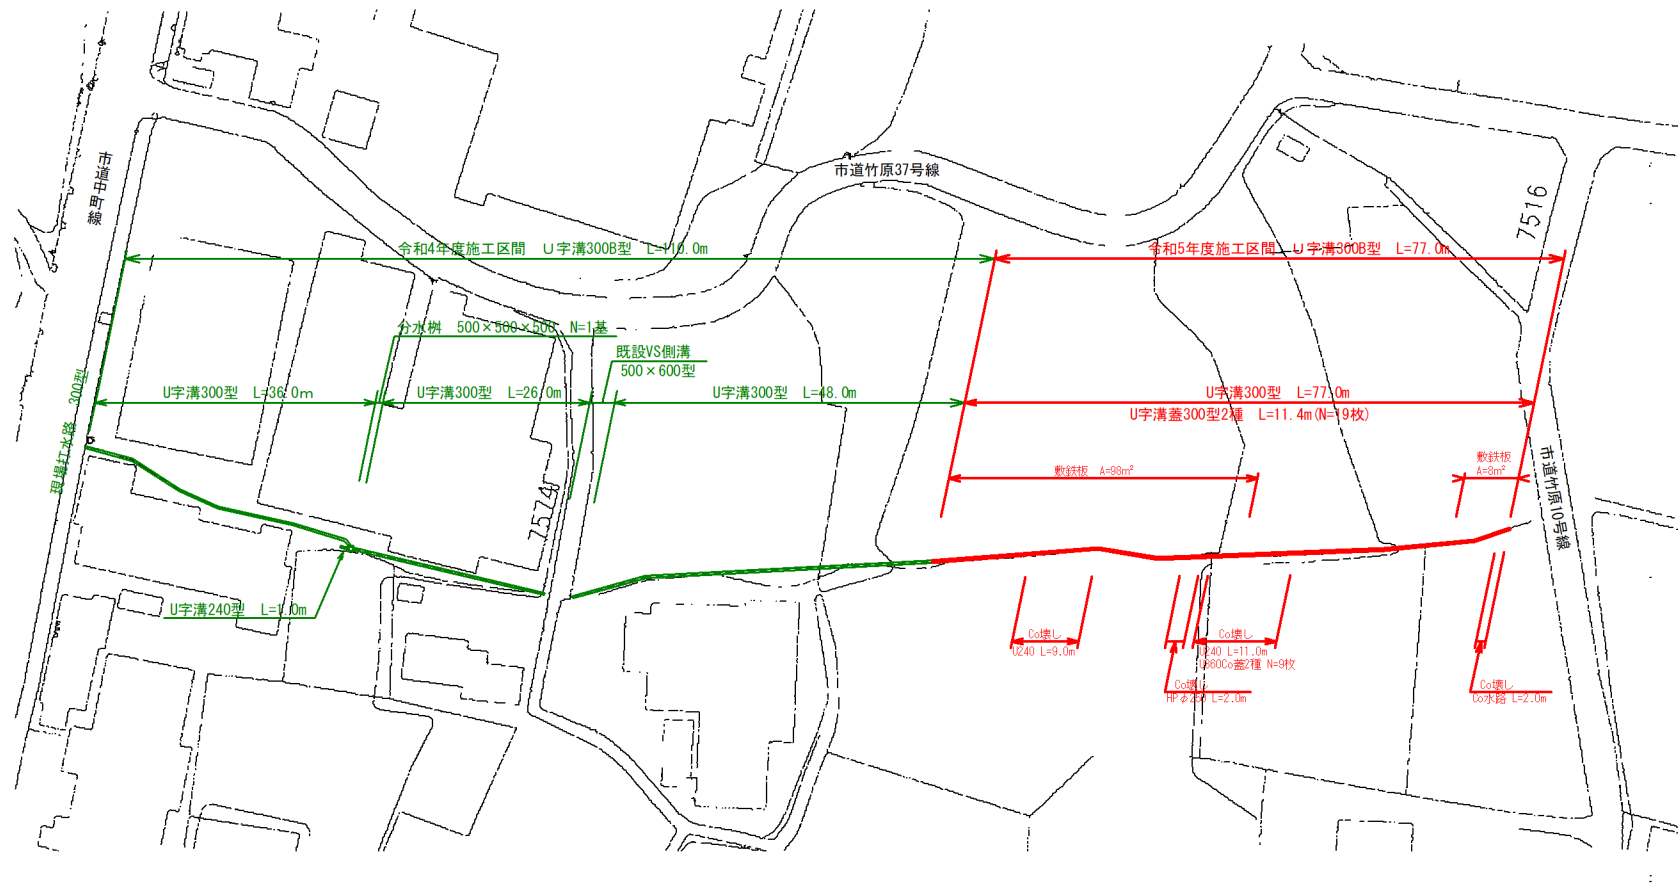 市道中町線
市道竹原37号線
7516
令和4年度施工区間　U字溝300B型　L=110.0m
令和5年度施工区間　U字溝300B型　L=77.0m
分水桝　500×500×500　N=1基
既設VS側溝
500×600型
現場打水路　300型
U字溝300型　L=36.0m
U字溝300型　L=26.0m
U字溝300型　L=48.0m
U字溝300型　L=77.0m
U字溝蓋300型2種　L=11.4m(N=19枚)
敷鉄板　A=98m²
敷鉄板
A=8m²
市道竹原10号線
7574
U字溝240型　L=1.0m
Co壊し
U240 L=9.0m
Co壊し
U240 L=11.0m
U360Co蓋2種 N=9枚
Co壊し
HPφ250 L=2.0m
Co壊し
Co水路 L=2.0m